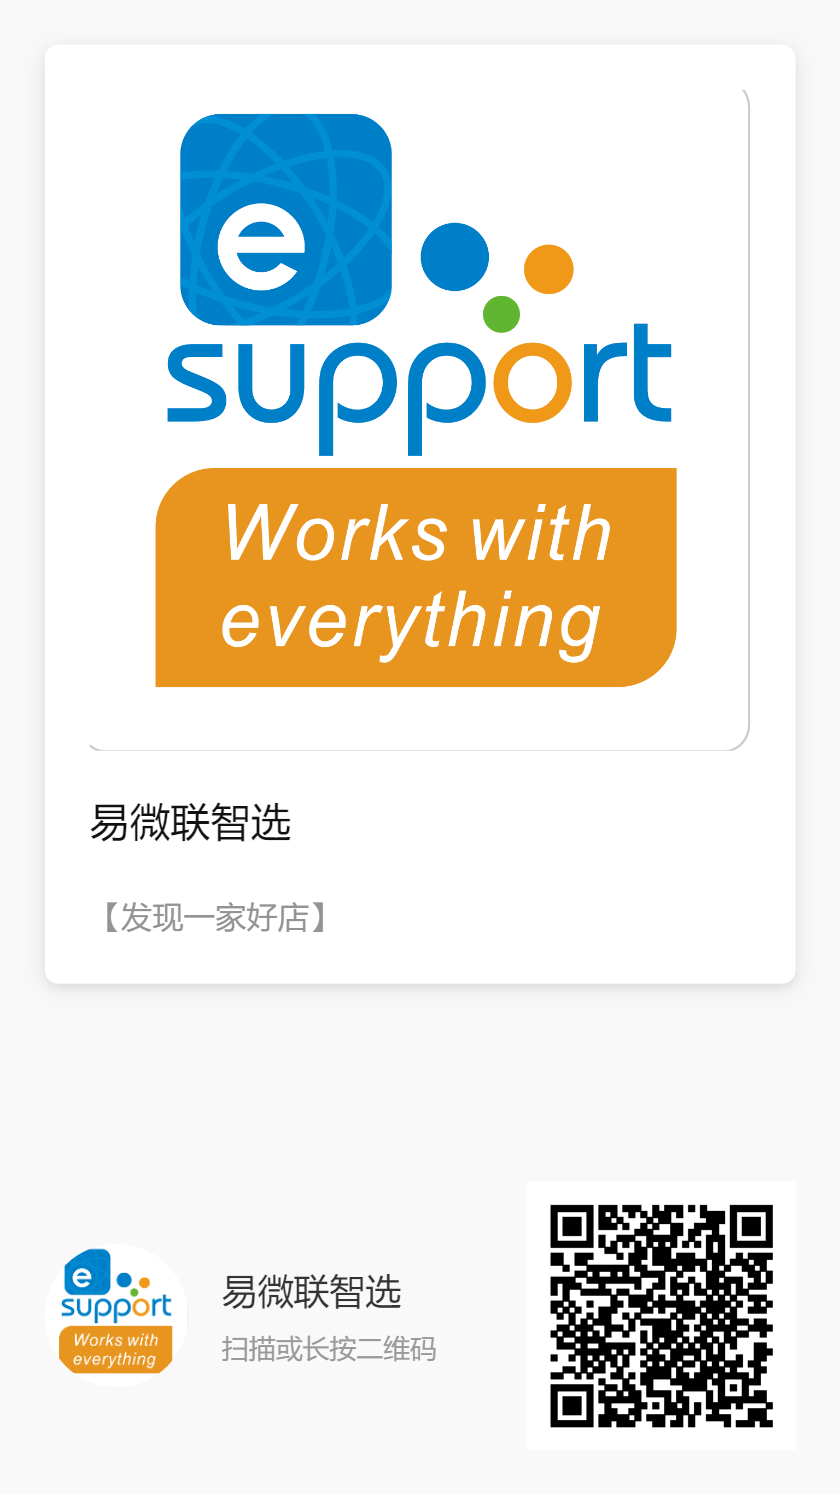 e
support
Works with
everything
易微联智选
【发现一家好店】
e
support
Works with
everything
易微联智选
扫描或长按二维码